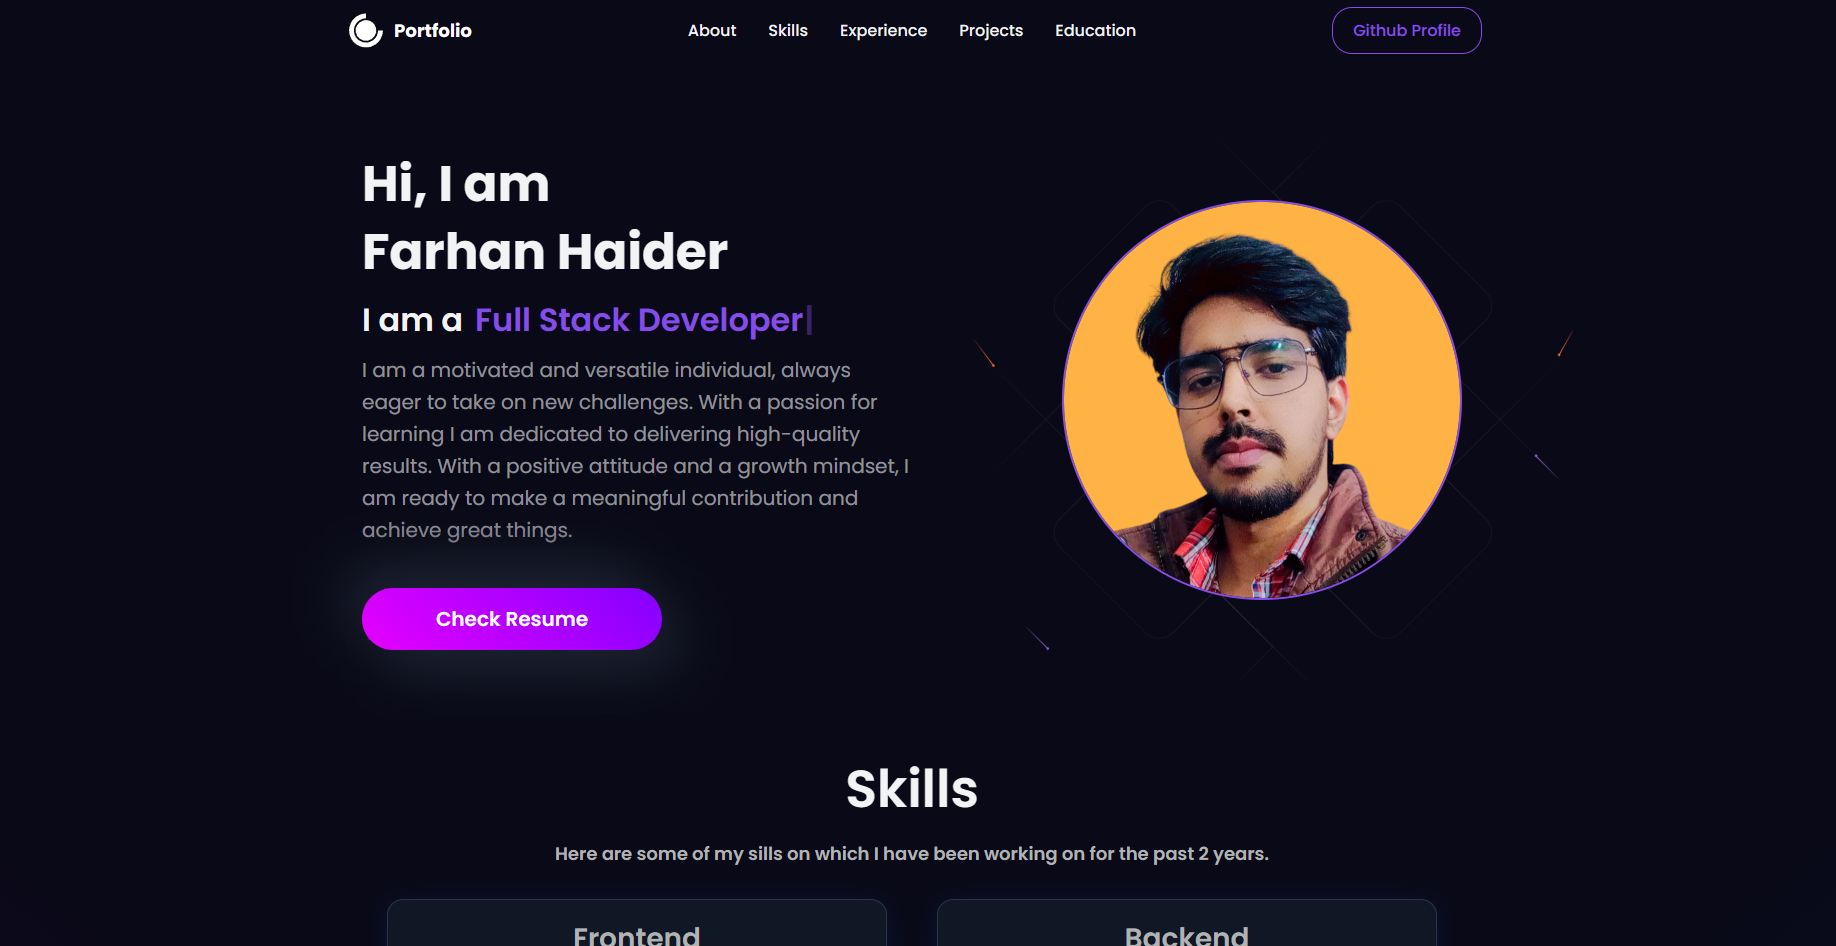 Portfolio
About Skills Experience Projects Education
Github Profile
Hi, I am
Farhan Haider
I am a Full Stack Developer
I am a motivated and versatile individual, always
eager to take on new challenges. With a passion for
learning I am dedicated to delivering high-quality
results. With a positive attitude and a growth mindset, I
am ready to make a meaningful contribution and
achieve great things.
Check Resume
Skills
Here are some of my sills on which I have been working on for the past 2 years.
Frontend
Backend